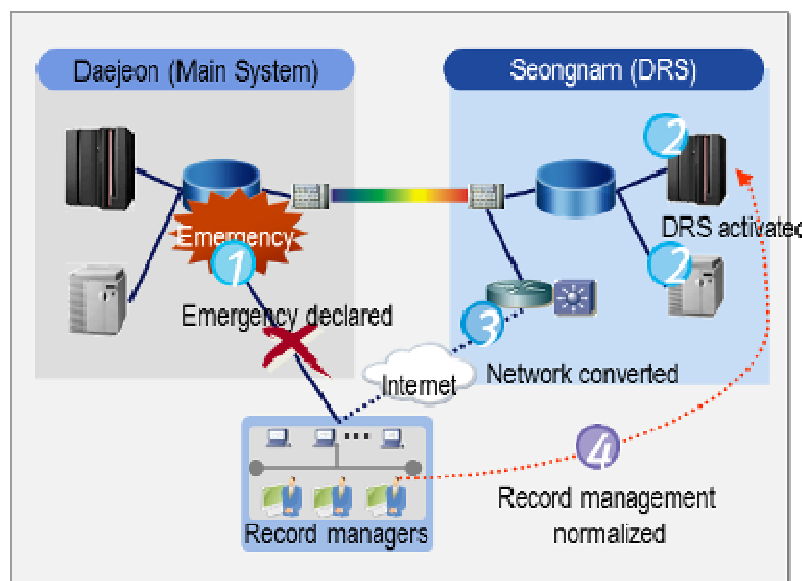 Daejeon (Main System)
Seongnam (DRS)
2
DRS activated
Emergency
1
2
Emergency declared
3
Internet
Network converted
4
Record management
normalized
Record managers